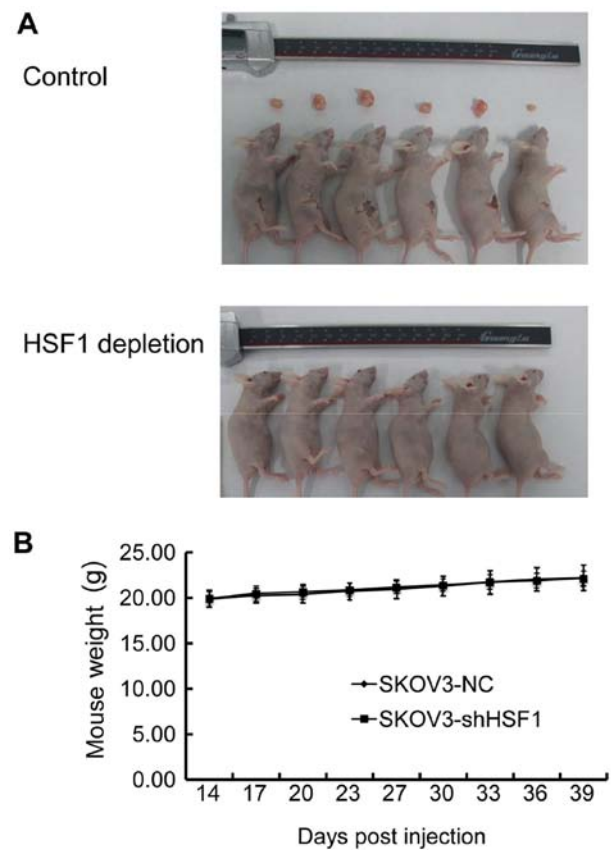 A
Control
HSF1 depletion
B
Mouse weight (g)
25.00
20.00
15.00
10.00
5.00
0.00
SKOV3-NC
SKOV3-shHSF1
14 17 20 23 27 30 33 36 39
Days post injection